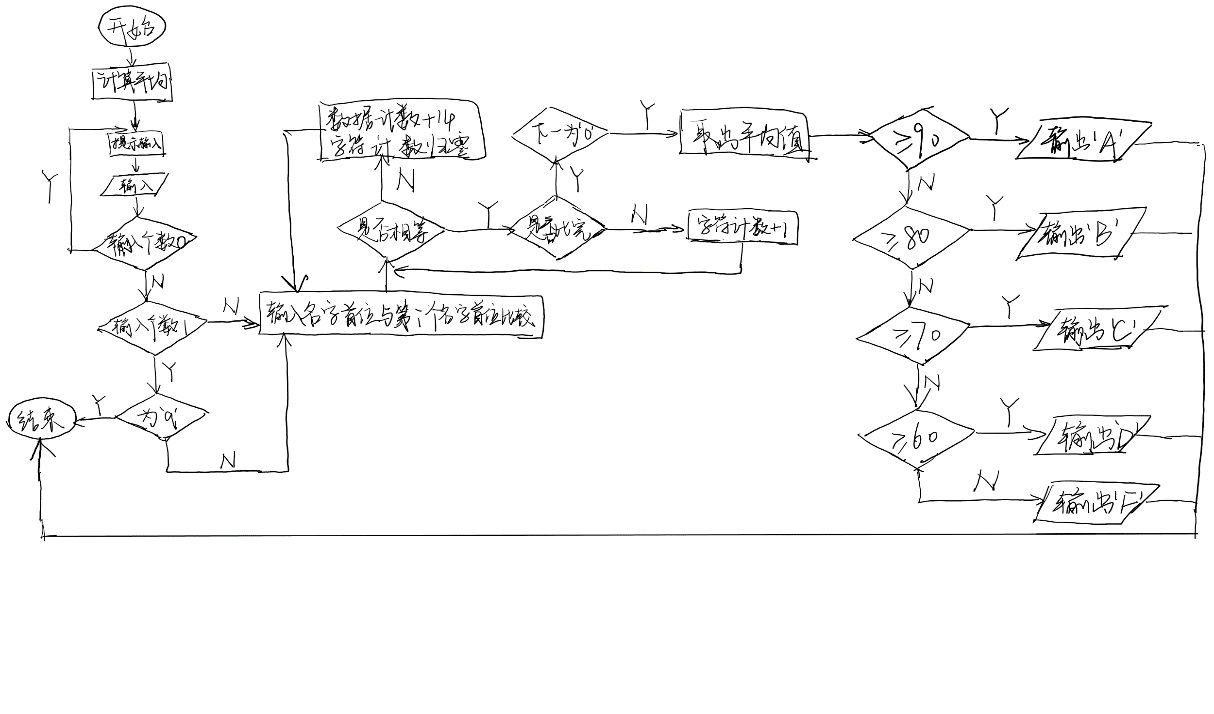 开始
计算平均
提示输入
输入
Y
输入个数0
N
输入个数1
N
Y
为'q'
Y
N
结束
数据计数+14
字符计数归零
N
是否相等
Y
是否比完
N
字符计数+1
Y
下一为'0'
Y
取出平均值
输入名字首位与第一个名字首位比较
≥90
Y
输出'A'
N
≥80
Y
输出'B'
N
≥70
Y
输出'C'
N
≥60
Y
输出'D'
N
输出'F'